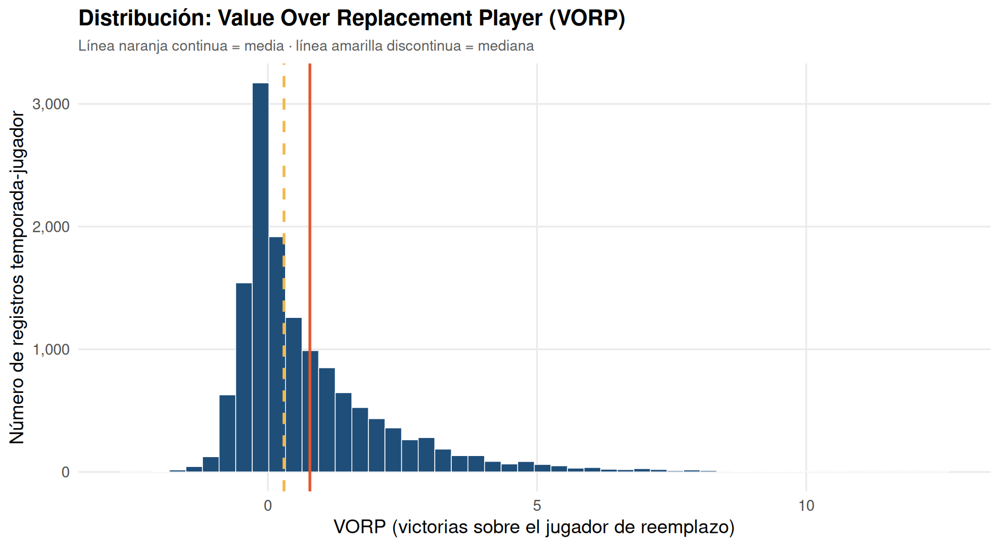 Distribución: Value Over Replacement Player (VORP)
Línea naranja continua = media · línea amarilla discontinua = mediana
Número de registros temporada-jugador
3,000
2,000
1,000
0
0 5 10
VORP (victorias sobre el jugador de reemplazo)